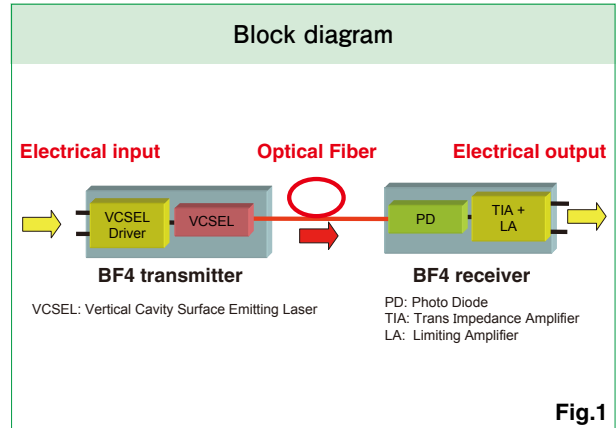 Block diagram
Electrical input
Optical Fiber
Electrical output
VCSEL
Driver
VCSEL
PD
TIA +
LA
BF4 transmitter
BF4 receiver
VCSEL: Vertical Cavity Surface Emitting Laser
PD: Photo Diode
TIA: Trans Impedance Amplifier
LA: Limiting Amplifier
Fig.1